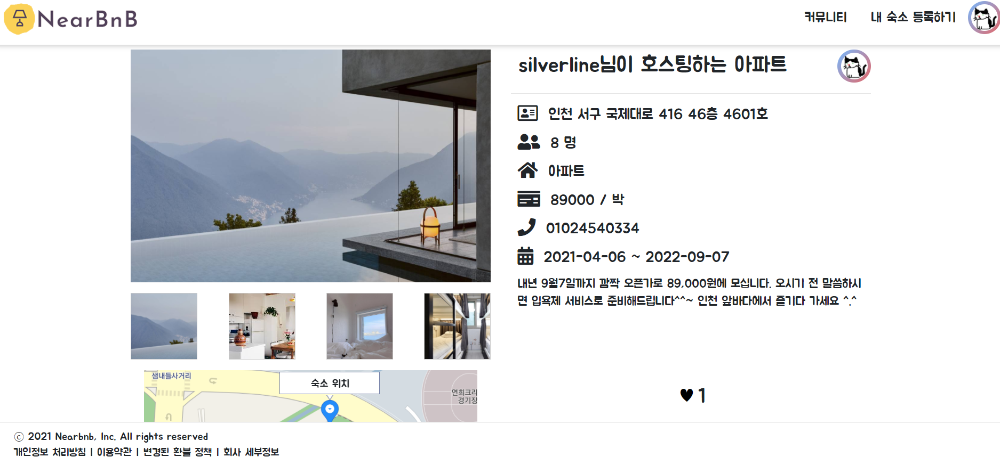 NearBnB
커뮤니티
내 숙소 등록하기
silverline님이 호스팅하는 아파트
인천 서구 국제대로 416 46층 4601호
8 명
아파트
89000 / 박
01024540334
2021-04-06 ~ 2022-09-07
내년 9월7일까지 깜짝 오픈가로 89,000원에 모십니다. 오시기 전 말씀하시
면 입욕제 서비스로 준비해드립니다^^~ 인천 앞바다에서 즐기다 가세요 ^.^
샘내들사거리
숙소 위치
연희크리
경기장
1
ⓒ 2021 Nearbnb, Inc. All rights reserved
개인정보 처리방침 | 이용약관 | 변경된 환불 정책 | 회사 세부정보